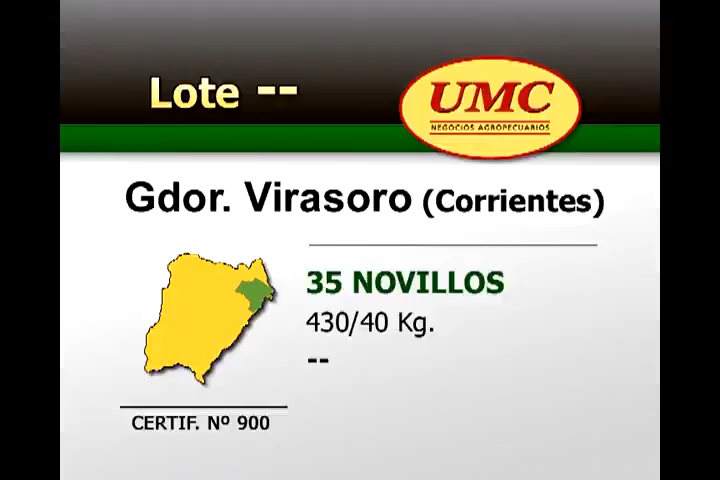 Lote --
UMC
NEGOCIOS AGROPECUARIOS
Gdor. Virasoro (Corrientes)
35 NOVILLOS
430/40 Kg.
--
CERTIF. Nº 900